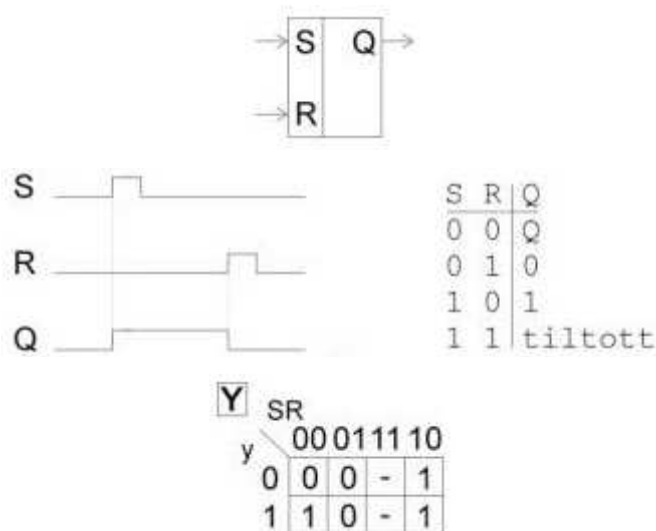 S Q
R
S
R
Q
S R Q
0 0 Q
0 1 0
1 0 1
1 1 tiltott
Y
SR
y 00 01 11 10
0 0 0 - 1
1 1 0 - 1